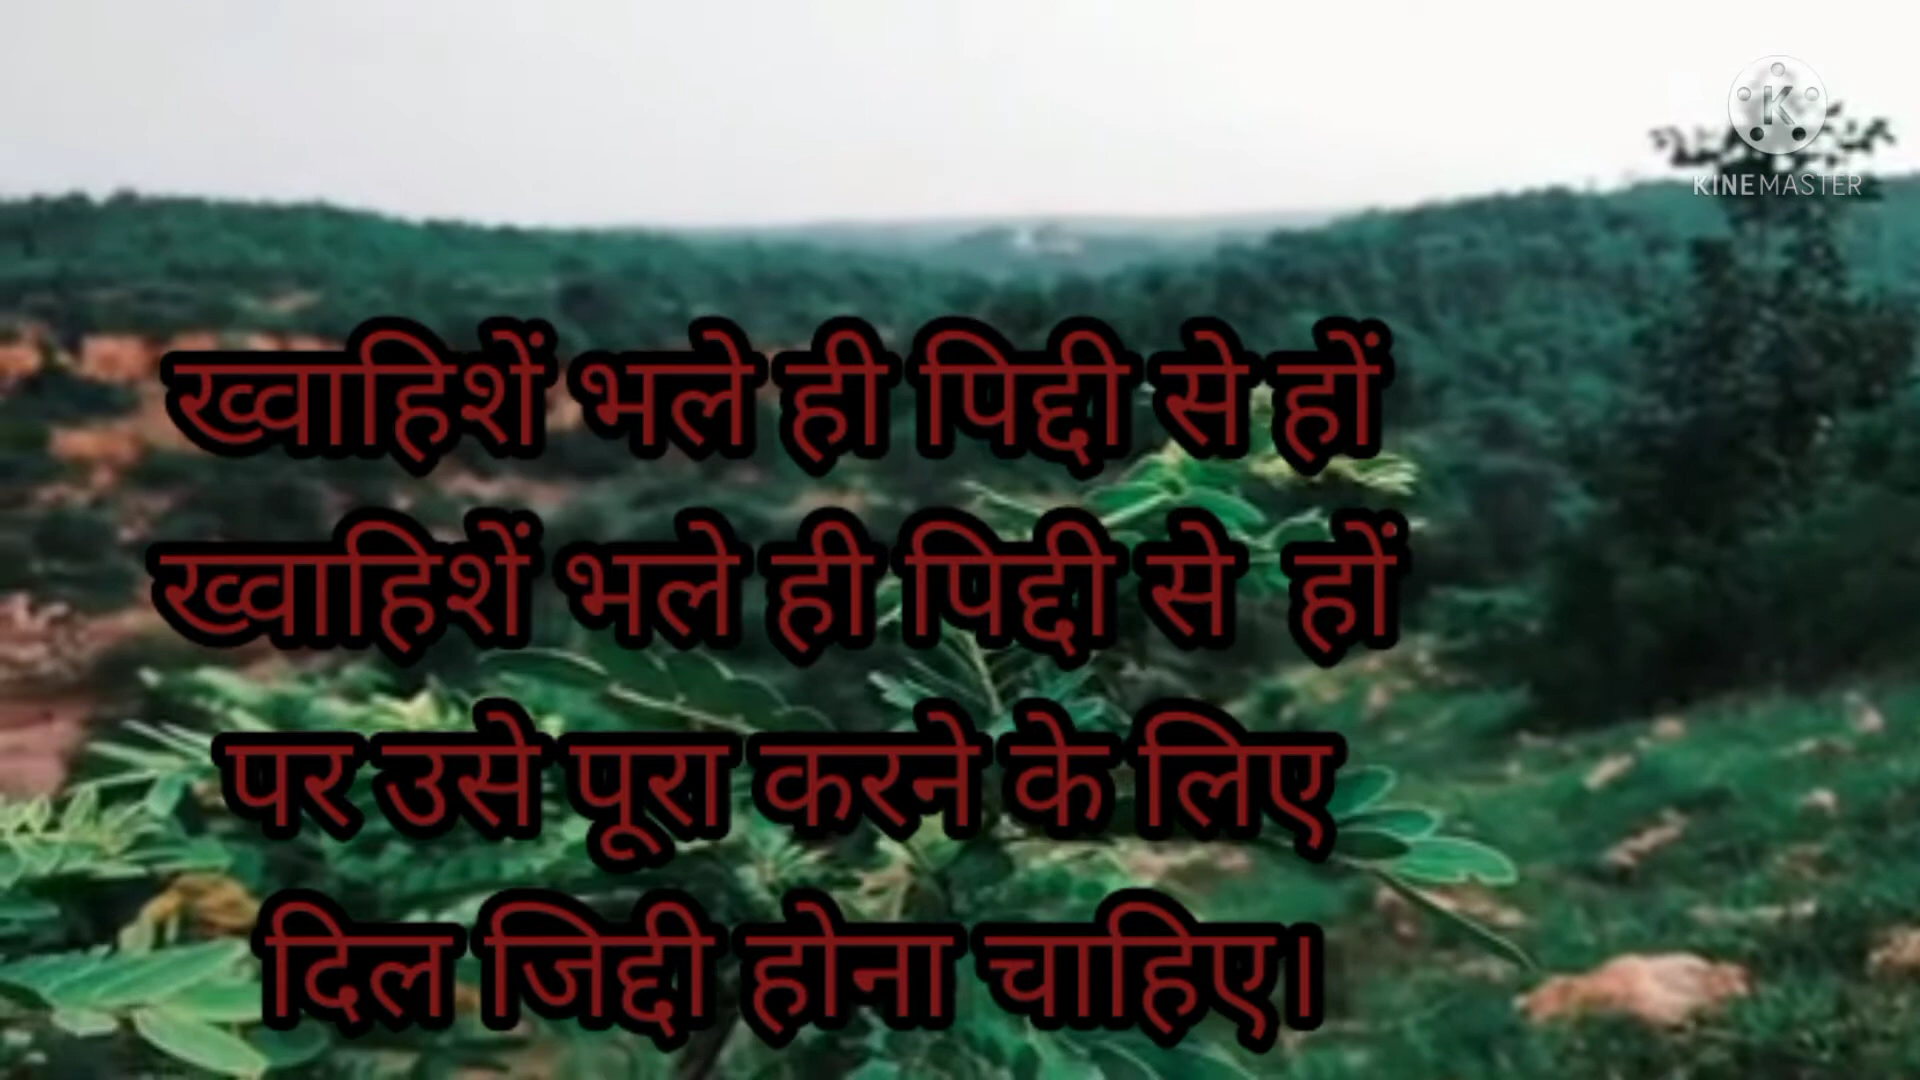 KINEMASTER
ख्वाहिशें भले ही पिद्दी से हों
ख्वाहिशें भले ही पिद्दी से हों
पर उसे पूरा करने के लिए
दिल जिद्दी होना चाहिए।